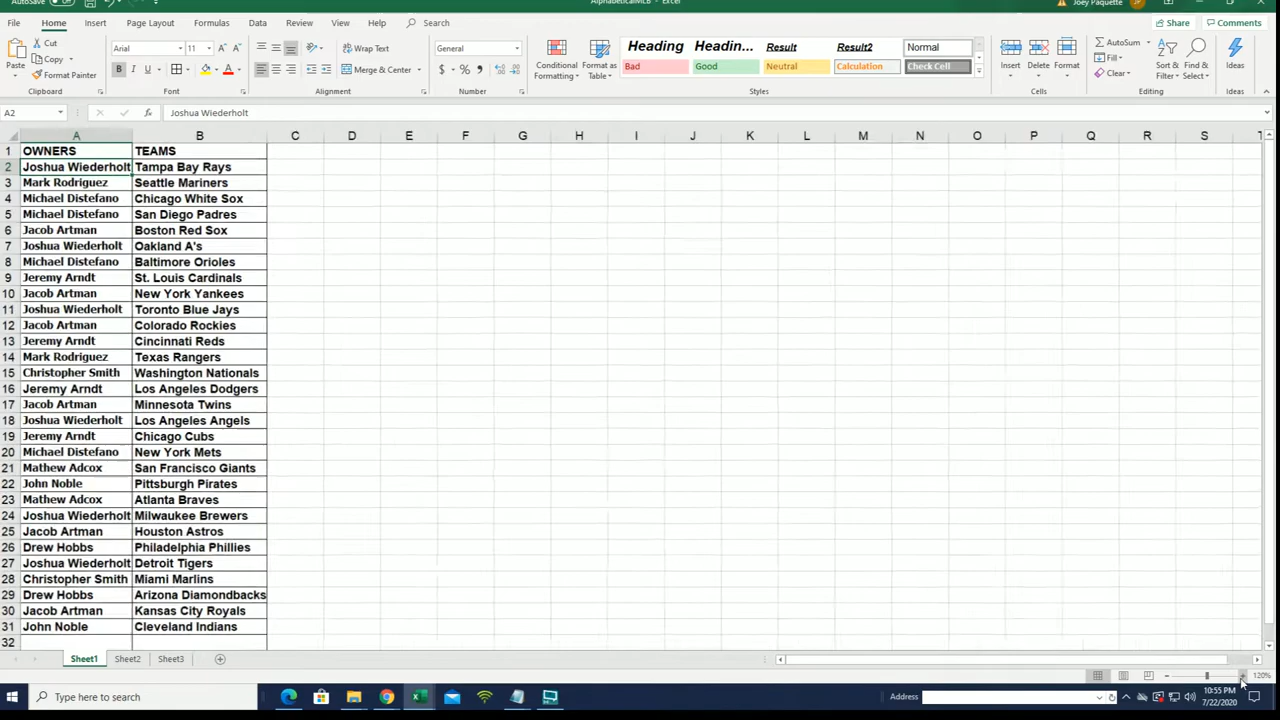 AutoSave Off AlphabeticalMLB - Excel Joey Paquette JP
File Home Insert Page Layout Formulas Data Review View Help Search Share Comments
Paste Cut Copy Format Painter Clipboard
Arial 11 A A B I U A Font
Wrap Text Merge & Center Alignment
General $ % Number
Conditional Formatting Format as Table
Heading Headin... Result Result2 Normal
Bad Good Neutral Calculation Check Cell
Styles
Insert Delete Format Cells
AutoSum Fill Clear Sort & Filter Find & Select Editing
Ideas Ideas
A2 fx Joshua Wiederholt
A B C D E F G H I J K L M N O P Q R S T
1 OWNERS TEAMS
2 Joshua Wiederholt Tampa Bay Rays
3 Mark Rodriguez Seattle Mariners
4 Michael Distefano Chicago White Sox
5 Michael Distefano San Diego Padres
6 Jacob Artman Boston Red Sox
7 Joshua Wiederholt Oakland A's
8 Michael Distefano Baltimore Orioles
9 Jeremy Arndt St. Louis Cardinals
10 Jacob Artman New York Yankees
11 Joshua Wiederholt Toronto Blue Jays
12 Jacob Artman Colorado Rockies
13 Jeremy Arndt Cincinnati Reds
14 Mark Rodriguez Texas Rangers
15 Christopher Smith Washington Nationals
16 Jeremy Arndt Los Angeles Dodgers
17 Jacob Artman Minnesota Twins
18 Joshua Wiederholt Los Angeles Angels
19 Jeremy Arndt Chicago Cubs
20 Michael Distefano New York Mets
21 Mathew Adcox San Francisco Giants
22 John Noble Pittsburgh Pirates
23 Mathew Adcox Atlanta Braves
24 Joshua Wiederholt Milwaukee Brewers
25 Jacob Artman Houston Astros
26 Drew Hobbs Philadelphia Phillies
27 Joshua Wiederholt Detroit Tigers
28 Christopher Smith Miami Marlins
29 Drew Hobbs Arizona Diamondbacks
30 Jacob Artman Kansas City Royals
31 John Noble Cleveland Indians
32
Sheet1 Sheet2 Sheet3
120%
Type here to search Address 10:55 PM
7/22/2020